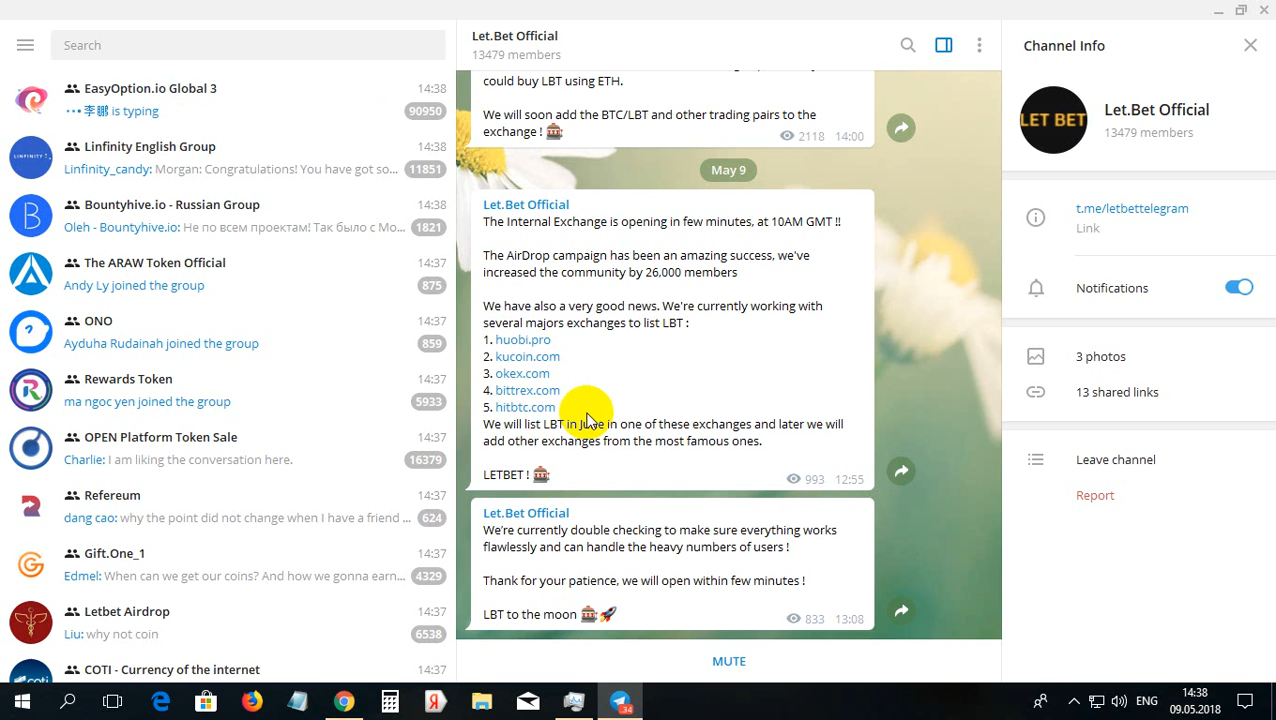 Search
EasyOption.io Global 3
14:38
李鵬 is typing
90950
Linfinity English Group
14:38
Linfinity_candy: Morgan: Congratulations! You have got so...
11851
Bountyhive.io - Russian Group
14:38
Oleh - Bountyhive.io: Не по всем проектам! Так было с Мо...
1821
The ARAW Token Official
14:37
Andy Ly joined the group
875
ONO
14:37
Ayduha Rudainah joined the group
859
Rewards Token
14:37
ma ngoc yen joined the group
5933
OPEN Platform Token Sale
14:37
Charlie: I am liking the conversation here.
16379
Refereum
14:37
dang cao: why the point did not change when I have a friend ...
624
Gift.One_1
14:37
Edmel: When can we get our coins? And how we gonna earn...
4329
Letbet Airdrop
14:37
Liu: why not coin
6538
COTI - Currency of the internet
14:37
Let.Bet Official
13479 members
could buy LBT using ETH.
We will soon add the BTC/LBT and other trading pairs to the
exchange ! 🎰
2118 14:00
May 9
Let.Bet Official
The Internal Exchange is opening in few minutes, at 10AM GMT !!
The AirDrop campaign has been an amazing success, we've
increased the community by 26,000 members
We have also a very good news. We're currently working with
several majors exchanges to list LBT :
1. huobi.pro
2. kucoin.com
3. okex.com
4. bittrex.com
5. hitbtc.com
We will list LBT in june in one of these exchanges and later we will
add other exchanges from the most famous ones.
LETBET ! 🎰
993 12:55
Let.Bet Official
We're currently double checking to make sure everything works
flawlessly and can handle the heavy numbers of users !
Thank for your patience, we will open within few minutes !
LBT to the moon 🎰🚀
833 13:08
MUTE
Channel Info
LET BET
Let.Bet Official
13479 members
t.me/letbettelegram
Link
Notifications
3 photos
13 shared links
Leave channel
Report
LINFINITY
34
ENG
14:38
09.05.2018